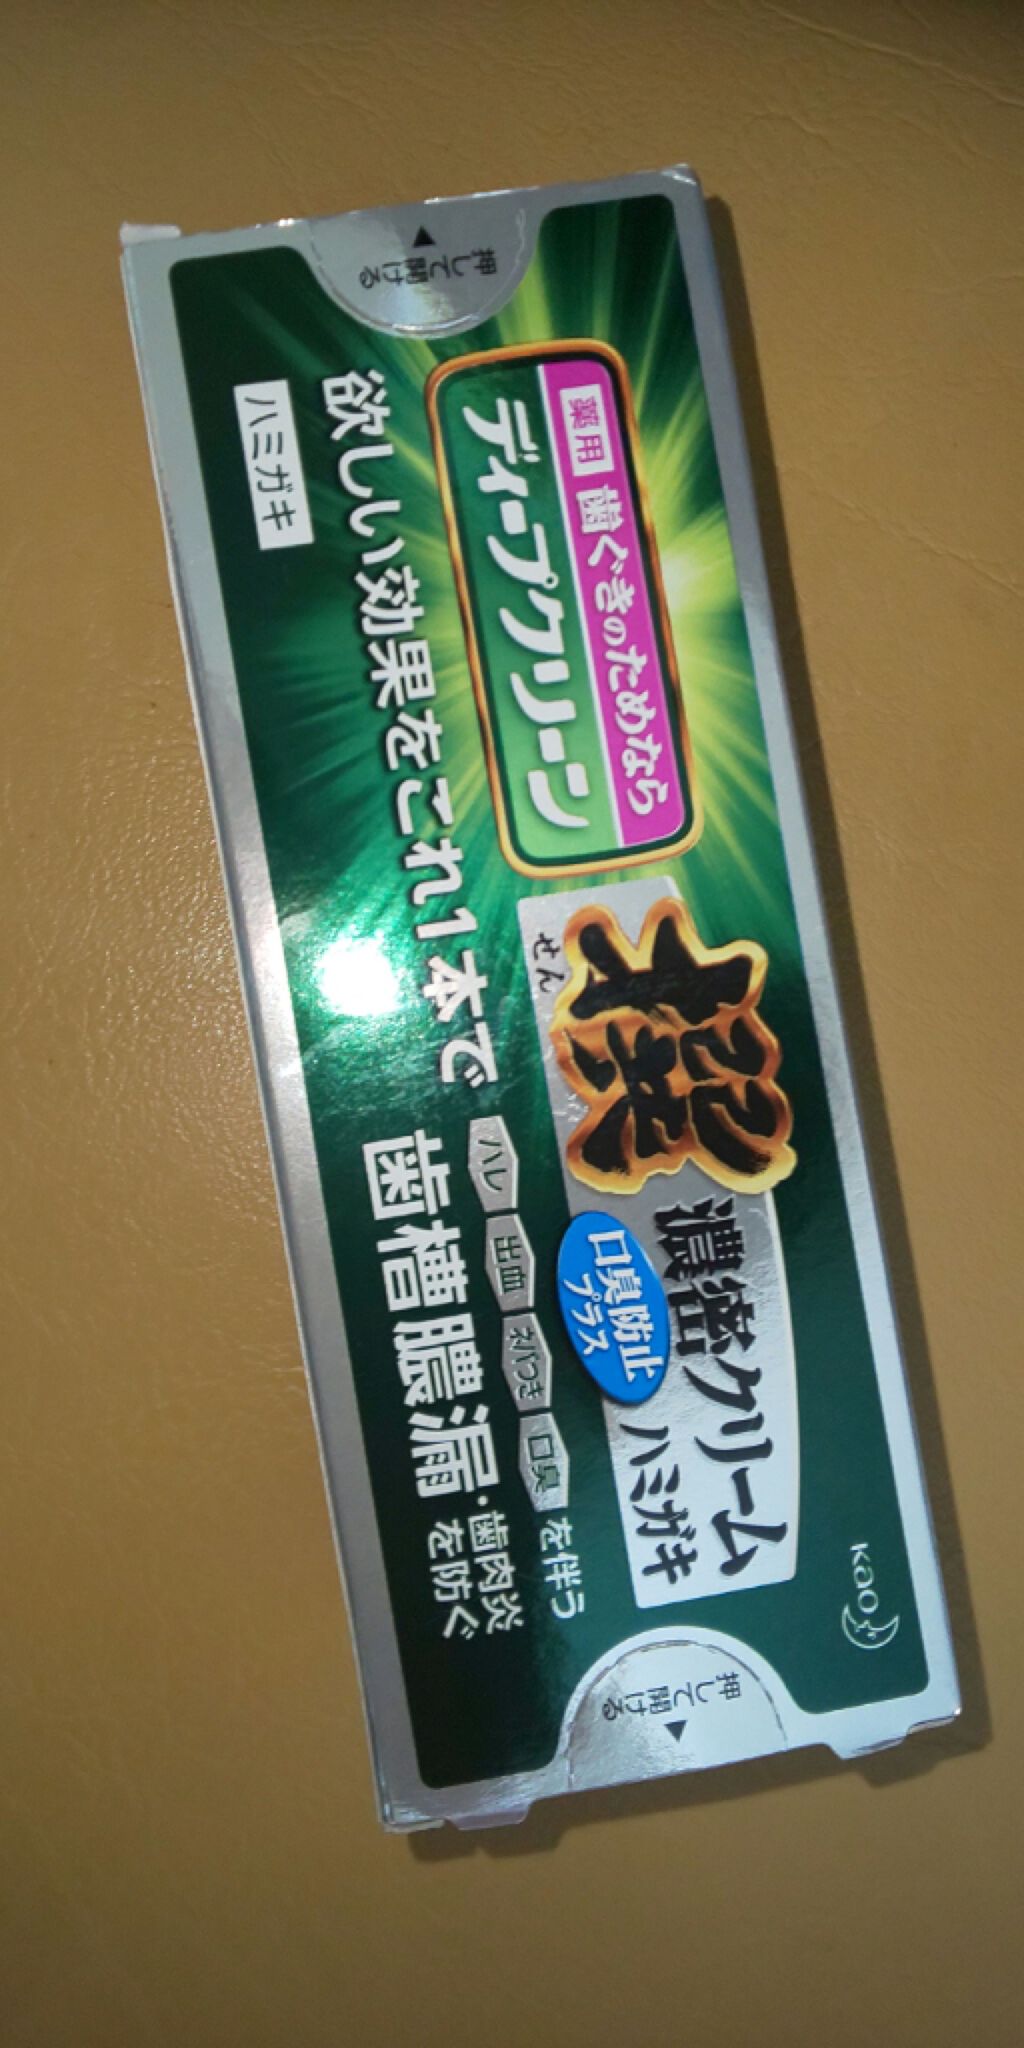 Kao
薬用 歯ぐきのためなら
ディープクリーン
撰
せん
濃密クリーム
ハミガキ
口臭防止
プラス
欲しい効果をこれ1本で
ハミガキ
ハレ 出血 ネバつき 口臭 を伴う
歯槽膿漏・歯肉炎
を防ぐ
押して開ける
押して開ける